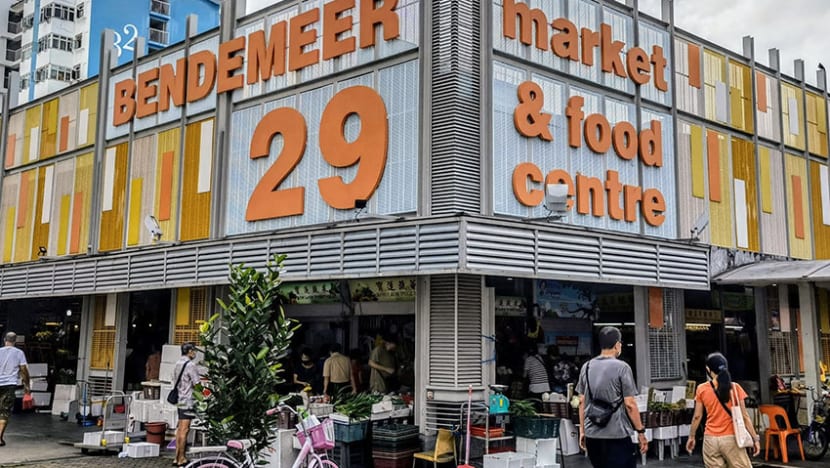 32
BENDEMEER
29
market
& food
centre